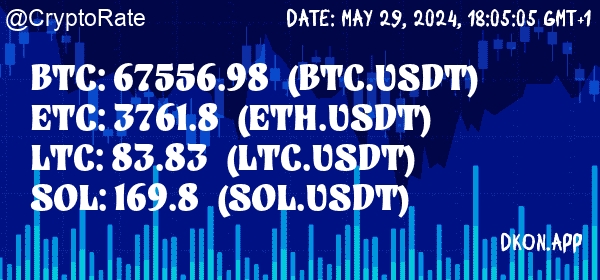 @CryptoRate
DATE: MAY 29, 2024, 18:05:05 GMT+1
BTC: 67556.98 (BTC.USDT)
ETC: 3761.8 (ETH.USDT)
LTC: 83.83 (LTC.USDT)
SOL: 169.8 (SOL.USDT)
DKON.APP